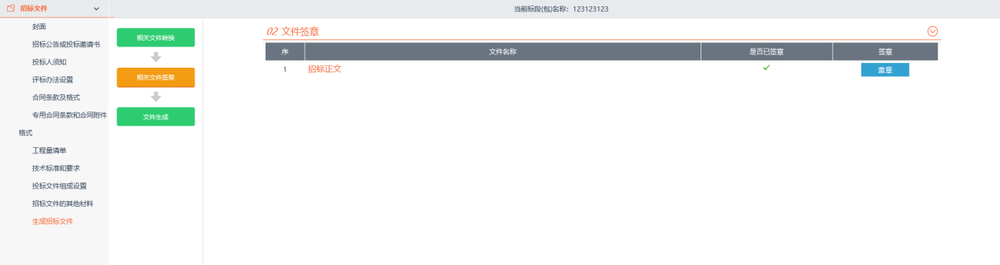 招标文件
当前标段(包)名称：123123123
封面
招标公告或投标邀请书
投标人须知
评标办法设置
合同条款及格式
专用合同条款和合同附件
格式
工程量清单
技术标准和要求
投标文件组成设置
招标文件的其他材料
生成招标文件
相关文件转换
相关文件签章
文件生成
02 文件签章
序 文件名称 是否已签章 签章
1 招标正文 盖章